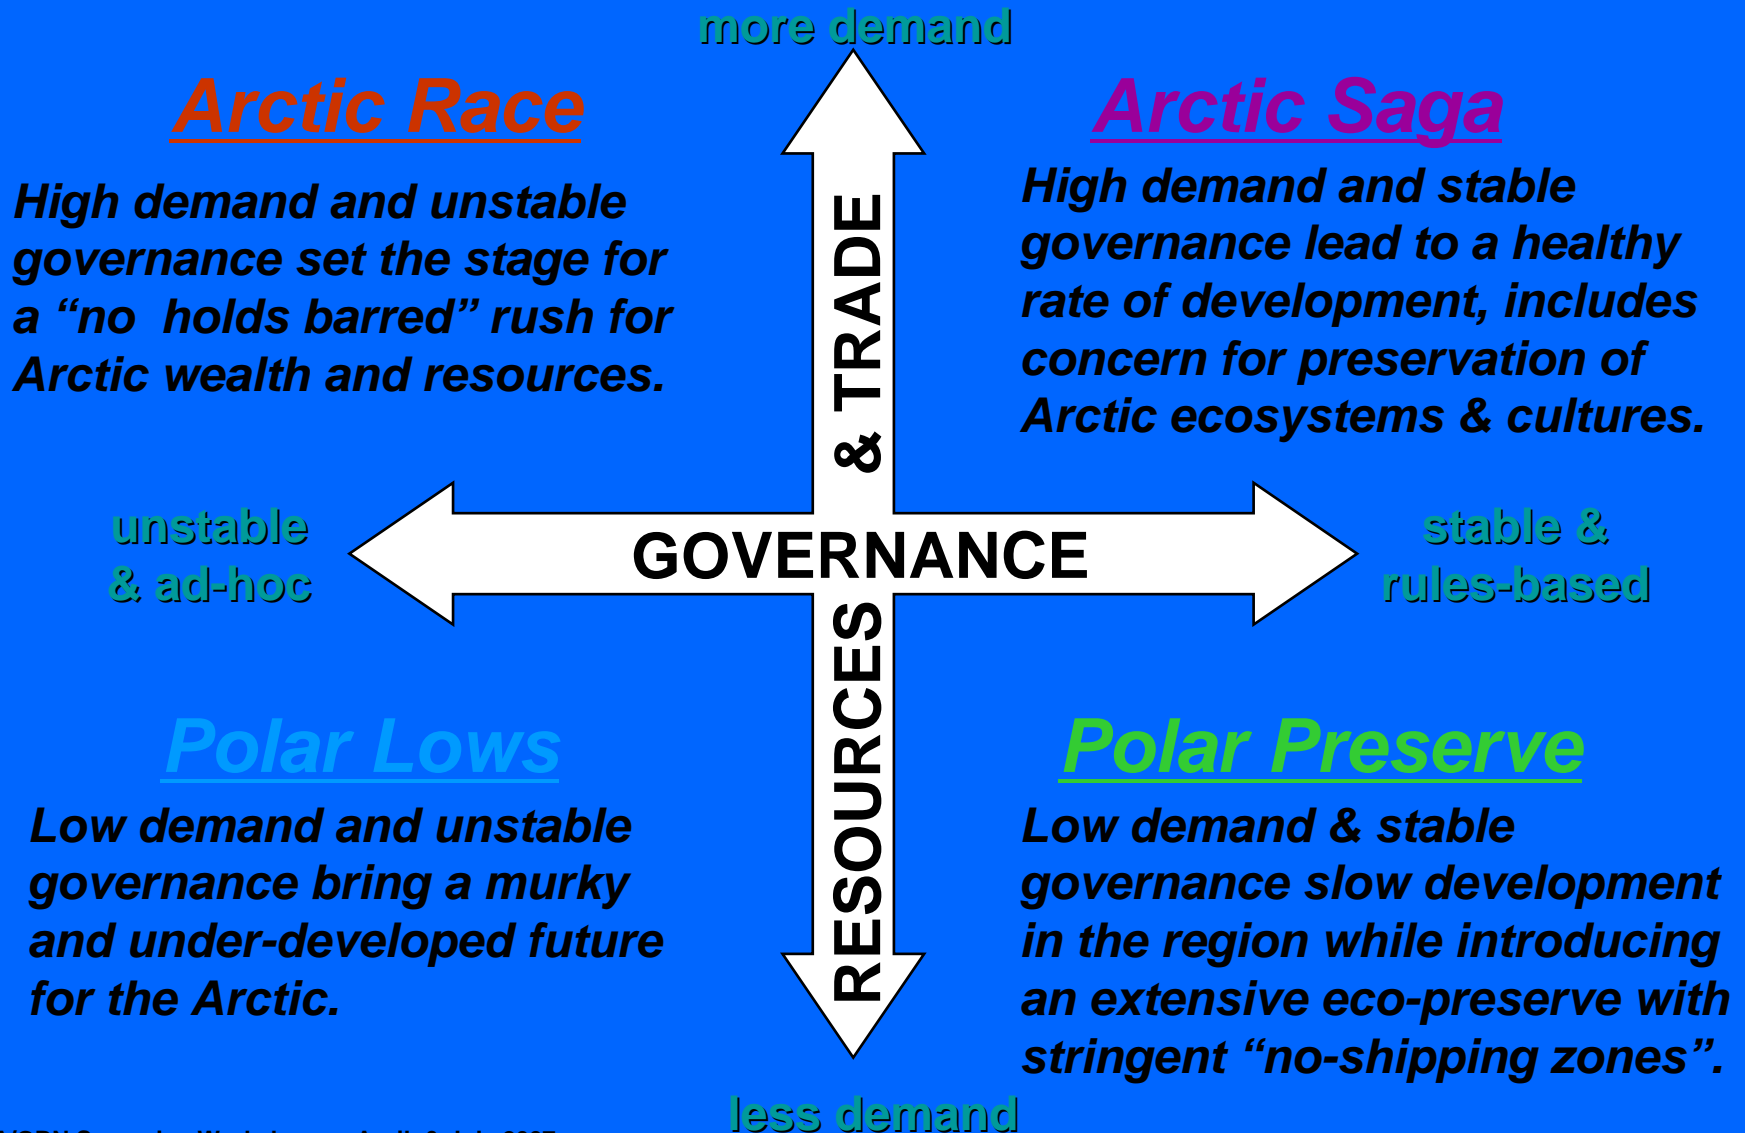 more demand
Arctic Race
High demand and unstable
governance set the stage for
a “no holds barred” rush for
Arctic wealth and resources.
Arctic Saga
High demand and stable
governance lead to a healthy
rate of development, includes
concern for preservation of
Arctic ecosystems & cultures.
RESOURCES & TRADE
unstable
& ad-hoc
GOVERNANCE
stable &
rules-based
Polar Lows
Low demand and unstable
governance bring a murky
and under-developed future
for the Arctic.
Polar Preserve
Low demand & stable
governance slow development
in the region while introducing
an extensive eco-preserve with
stringent “no-shipping zones”.
less demand